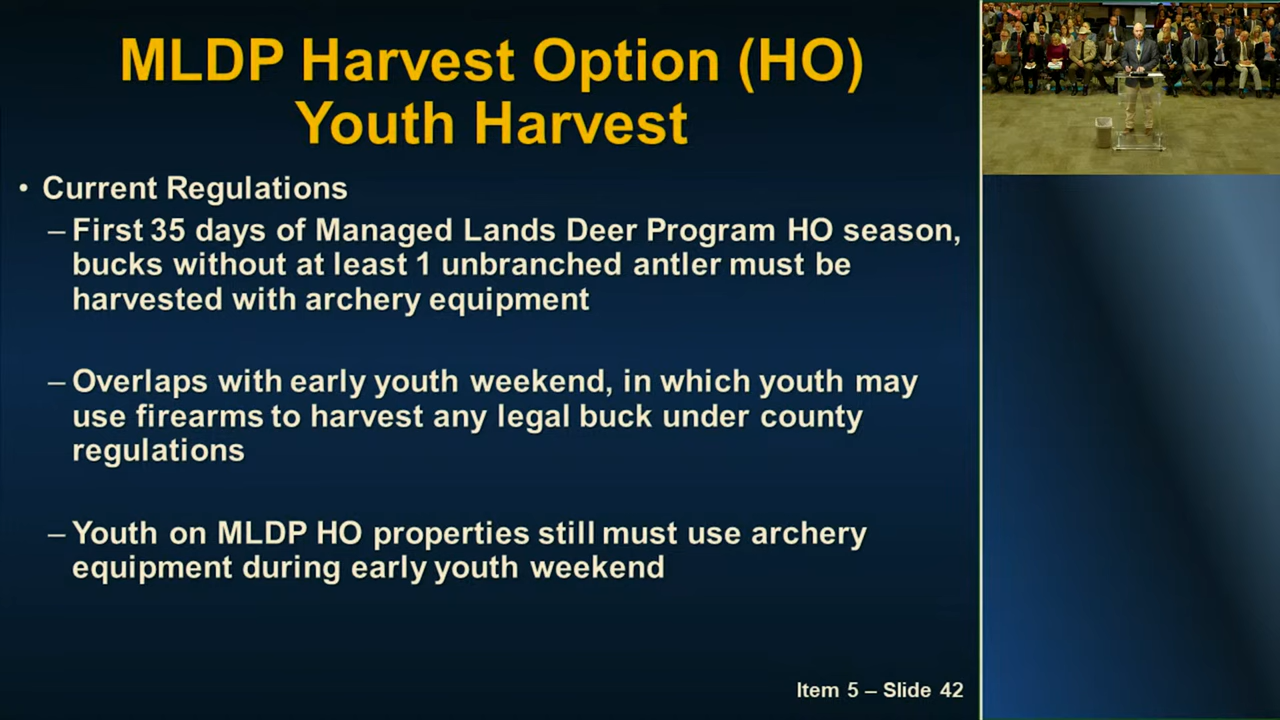 MLDP Harvest Option (HO)
Youth Harvest
• Current Regulations
– First 35 days of Managed Lands Deer Program HO season,
bucks without at least 1 unbranched antler must be
harvested with archery equipment
– Overlaps with early youth weekend, in which youth may
use firearms to harvest any legal buck under county
regulations
– Youth on MLDP HO properties still must use archery
equipment during early youth weekend
Item 5 – Slide 42